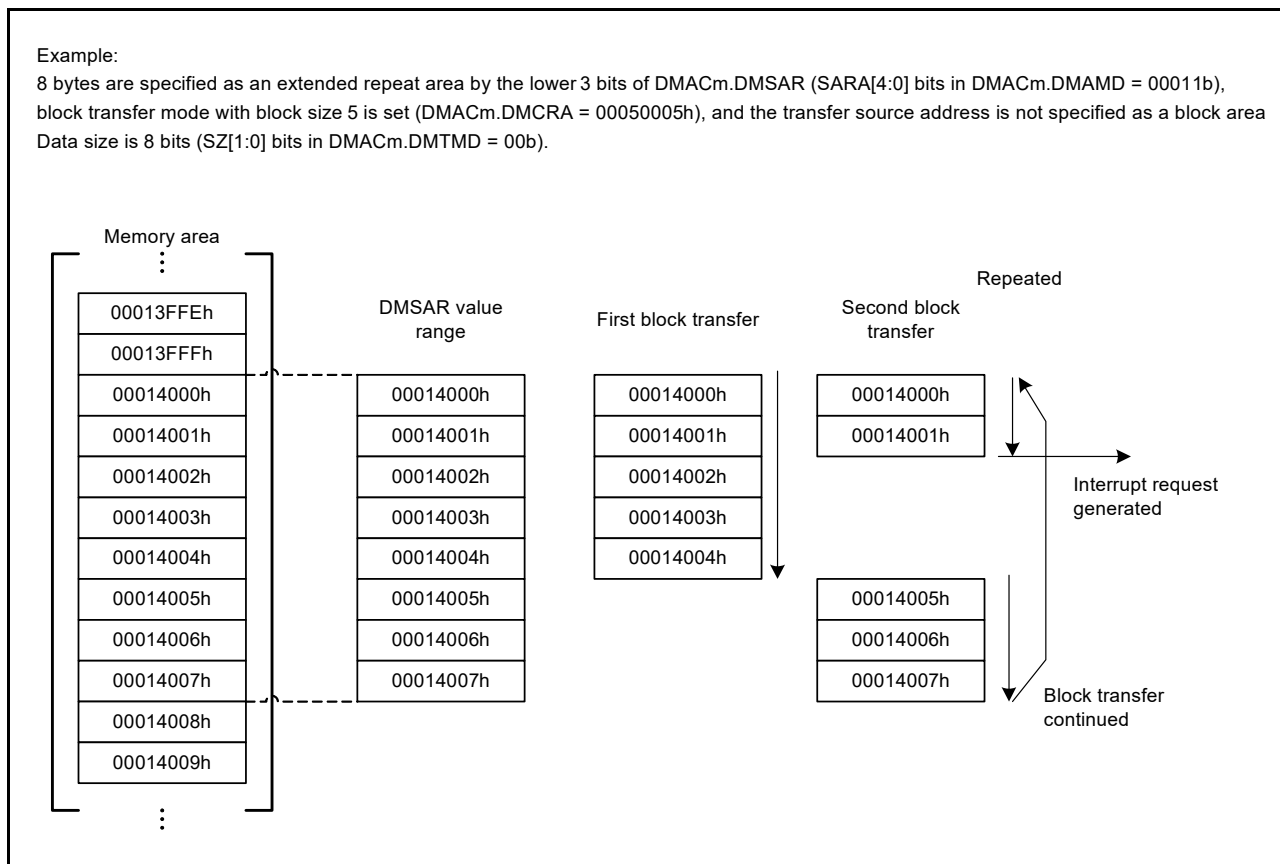 Example:
8 bytes are specified as an extended repeat area by the lower 3 bits of DMACm.DMSAR (SARA[4:0] bits in DMACm.DMAMD = 00011b),
block transfer mode with block size 5 is set (DMACm.DMCRA = 00050005h), and the transfer source address is not specified as a block area
Data size is 8 bits (SZ[1:0] bits in DMACm.DMTMD = 00b).
Memory area
00013FFEh
00013FFFh
00014000h
00014001h
00014002h
00014003h
00014004h
00014005h
00014006h
00014007h
00014008h
00014009h
DMSAR value
range
00014000h
00014001h
00014002h
00014003h
00014004h
00014005h
00014006h
00014007h
First block transfer
00014000h
00014001h
00014002h
00014003h
00014004h
Second block
transfer
00014000h
00014001h
00014005h
00014006h
00014007h
Repeated
Interrupt request
generated
Block transfer
continued